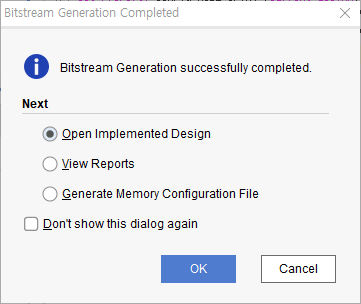 Bitstream Generation Completed
Bitstream Generation successfully completed.
Next
Open Implemented Design
View Reports
Generate Memory Configuration File
Don't show this dialog again
OK
Cancel